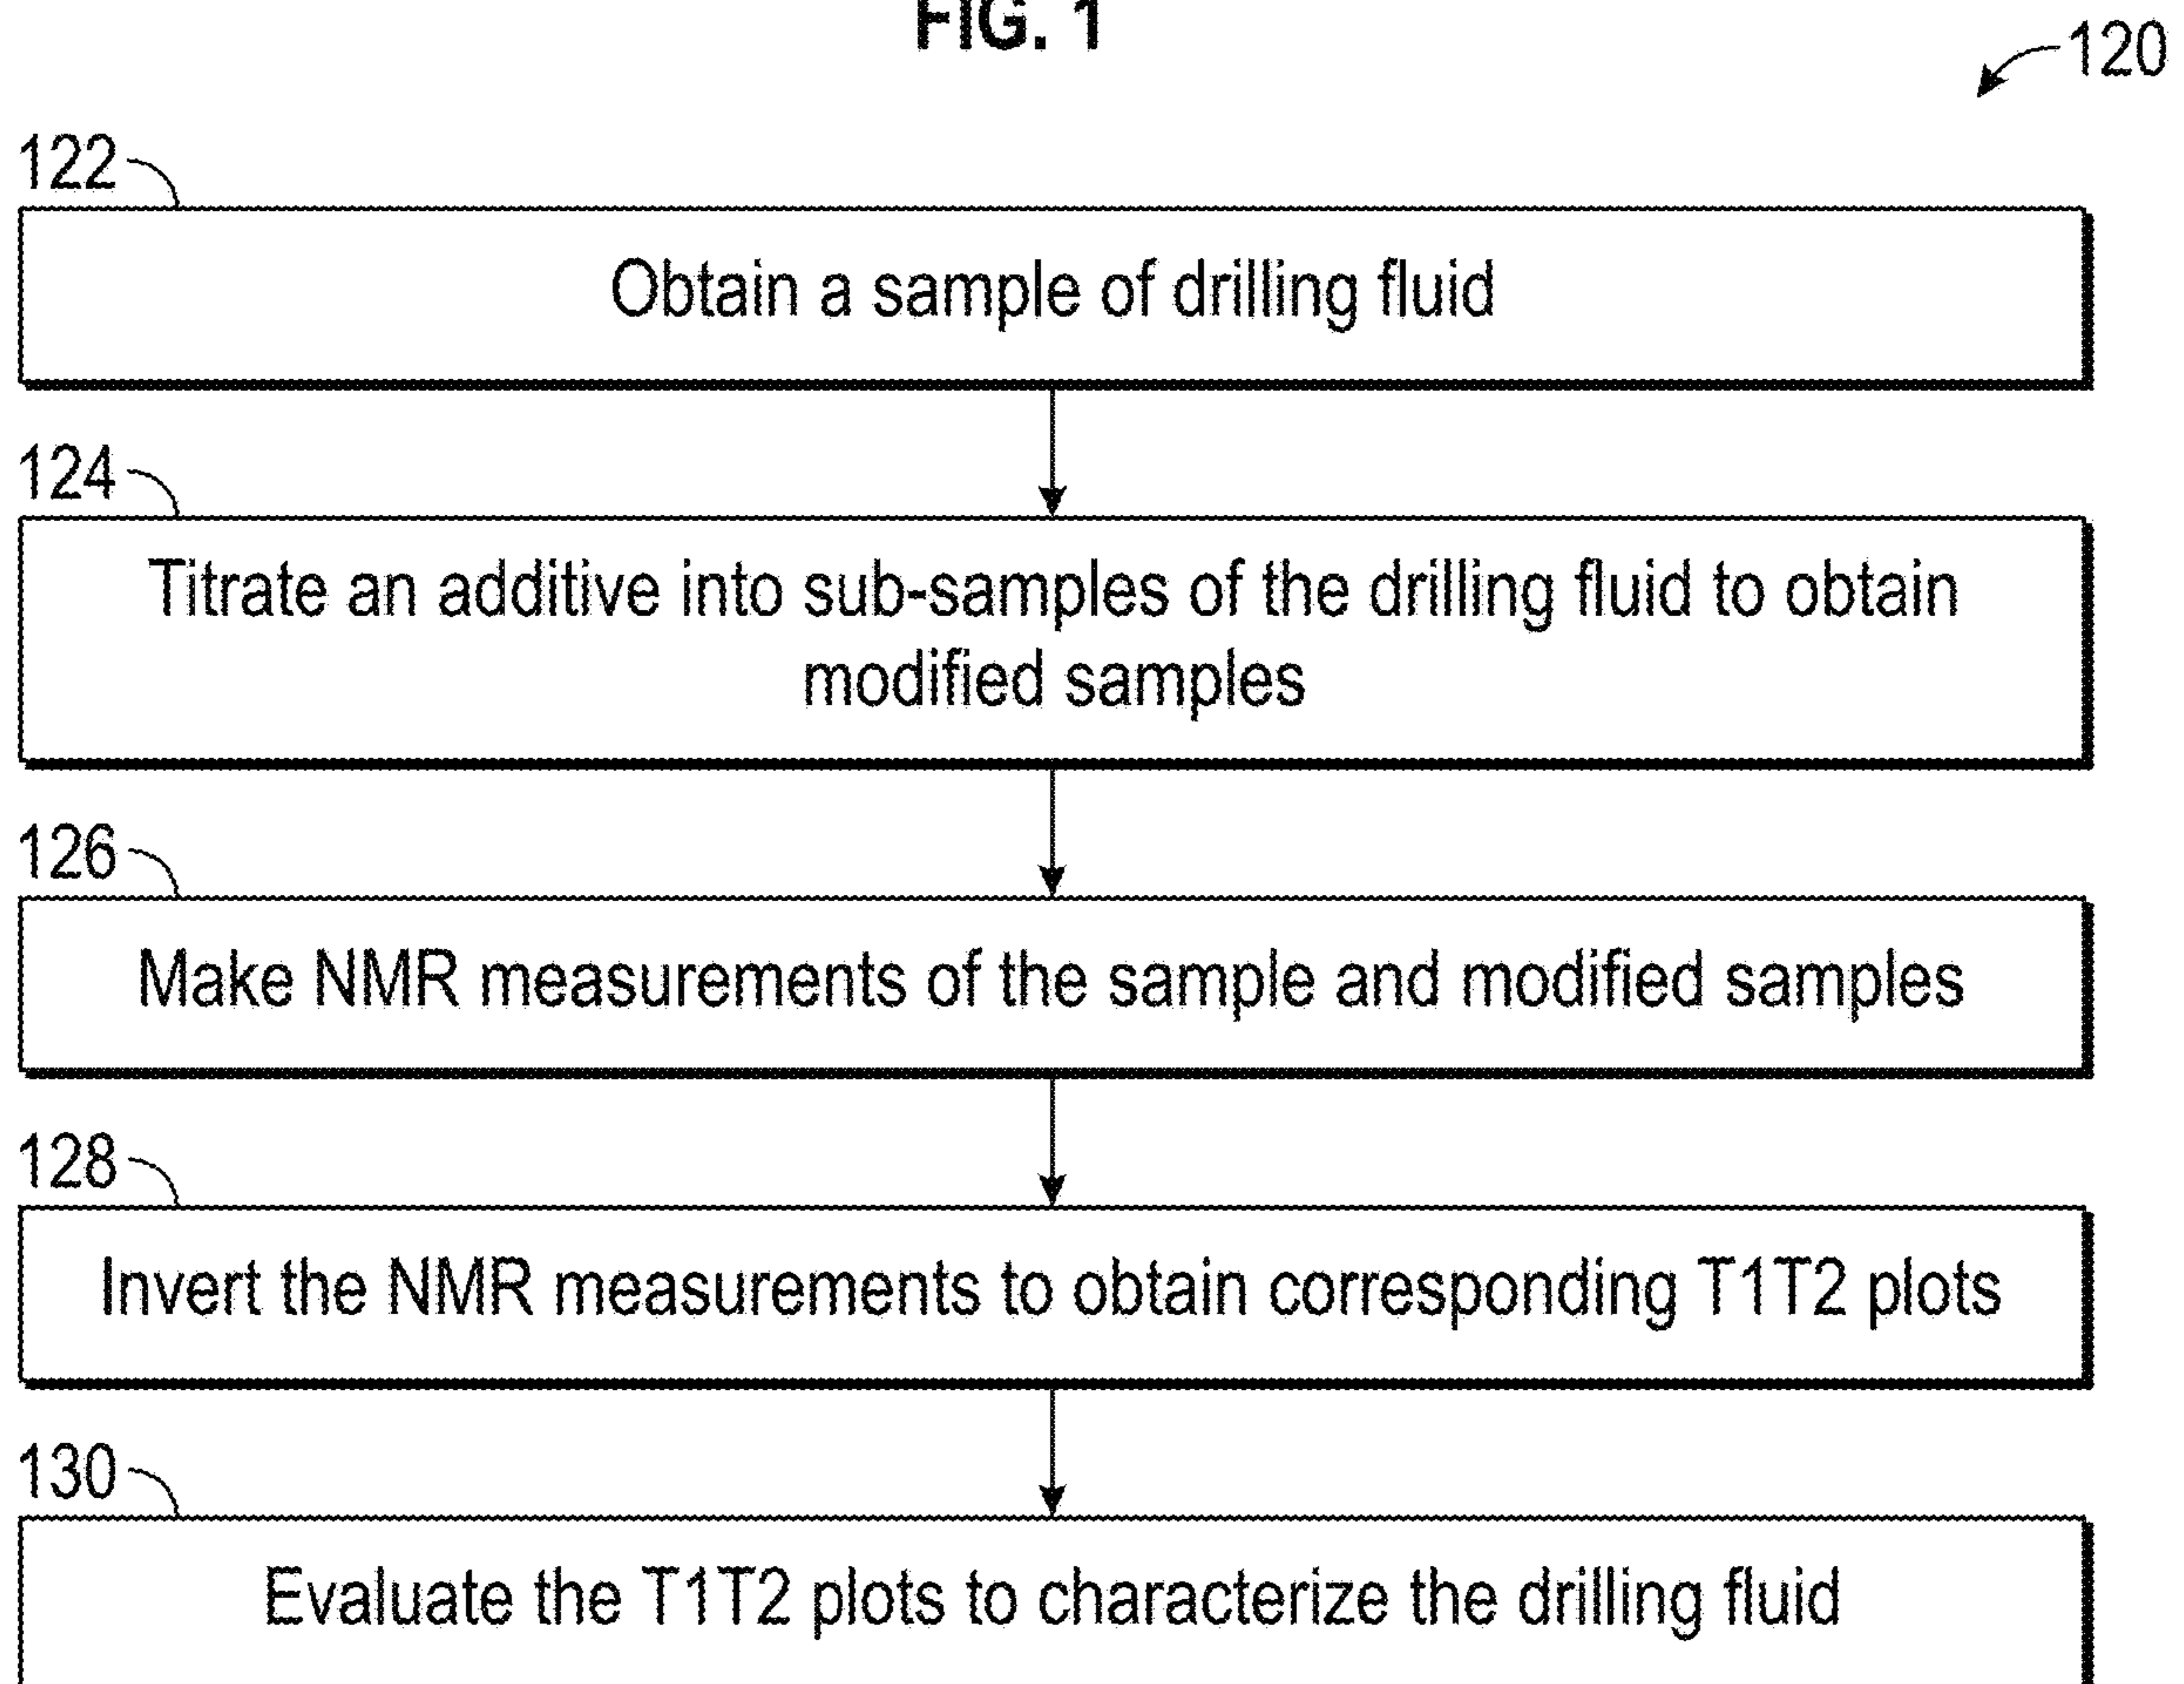 FIG. 1
120
122
Obtain a sample of drilling fluid
124
Titrate an additive into sub-samples of the drilling fluid to obtain
modified samples
126
Make NMR measurements of the sample and modified samples
128
Invert the NMR measurements to obtain corresponding T1T2 plots
130
Evaluate the T1T2 plots to characterize the drilling fluid